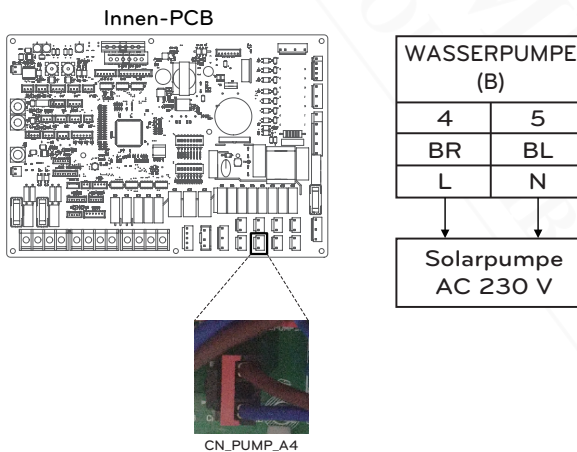 Innen-PCB
WASSERPUMPE
(B)
4 5
BR BL
L N
Solarpumpe
AC 230 V
CN_PUMP_A4